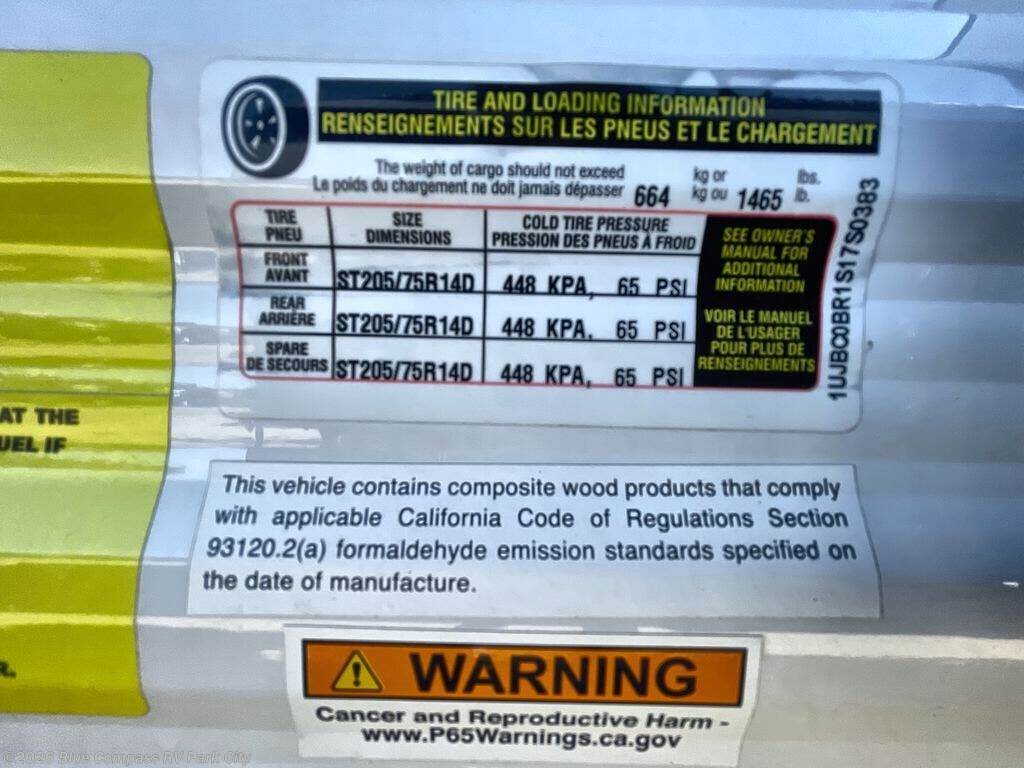 TIRE AND LOADING INFORMATION
RENSEIGNEMENTS SUR LES PNEUS ET LE CHARGEMENT
The weight of cargo should not exceed kg or lbs.
Le poids du chargement ne doit jamais dépasser 664 kg ou 1465 lb.
TIRE SIZE COLD TIRE PRESSURE
PNEU DIMENSIONS PRESSION DES PNEUS À FROID
FRONT
AVANT ST205/75R14D 448 KPA, 65 PSI
REAR
ARRIÈRE ST205/75R14D 448 KPA, 65 PSI
SPARE
DE SECOURS ST205/75R14D 448 KPA, 65 PSI
SEE OWNER'S
MANUAL FOR
ADDITIONAL
INFORMATION
VOIR LE MANUEL
DE L'USAGER
POUR PLUS DE
RENSEIGNEMENTS
1UJBC0BR1S17S0383
AT THE
UEL IF
R.
This vehicle contains composite wood products that comply
with applicable California Code of Regulations Section
93120.2(a) formaldehyde emission standards specified on
the date of manufacture.
WARNING
Cancer and Reproductive Harm -
www.P65Warnings.ca.gov
©2026 Blue Compass RV Park City